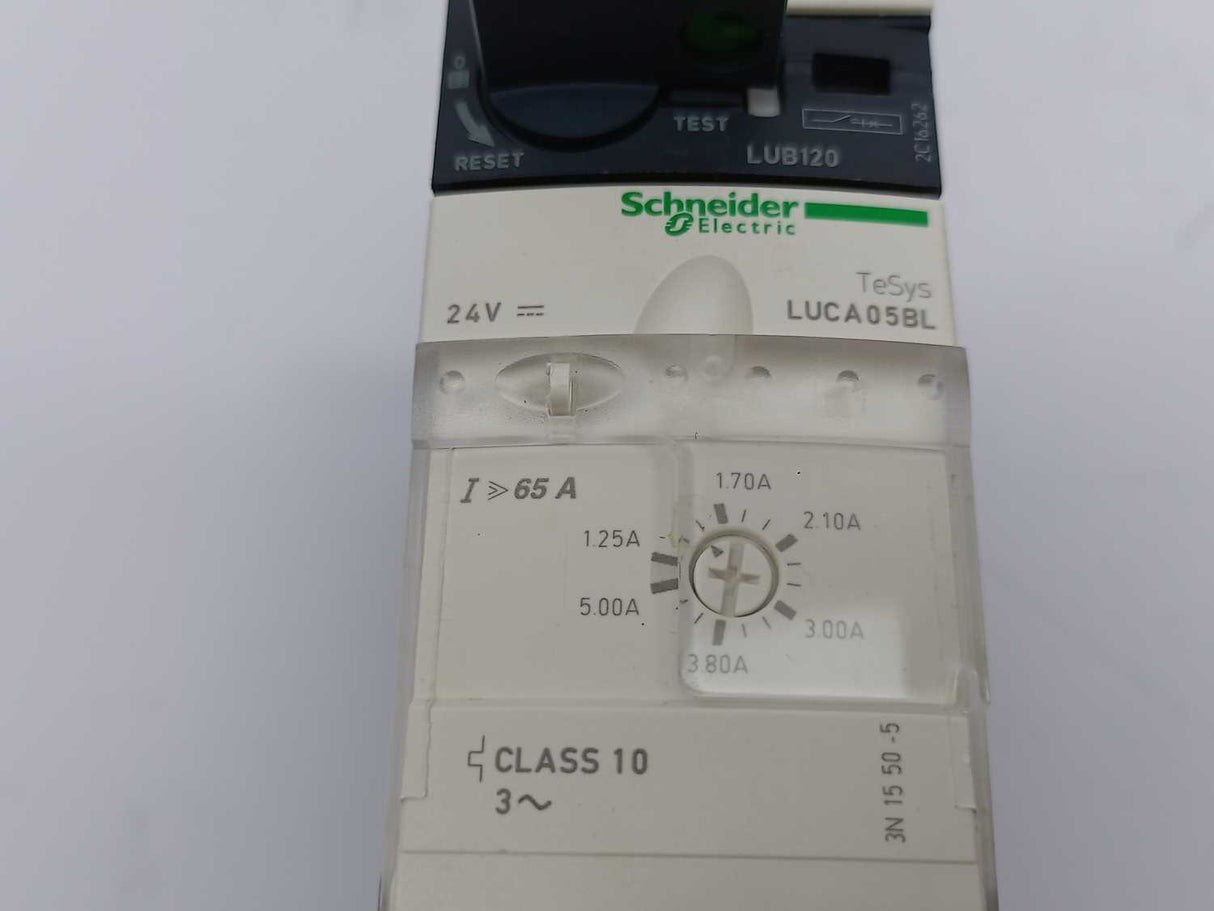 0
RESET
TEST
LUB120
2C16262
Schneider
Electric
TeSys
24V
LUCA05BL
I ⩾ 65 A
1.70A
2.10A
1.25A
5.00A
3.00A
3.80A
CLASS 10
3~
3N 15 50 -5